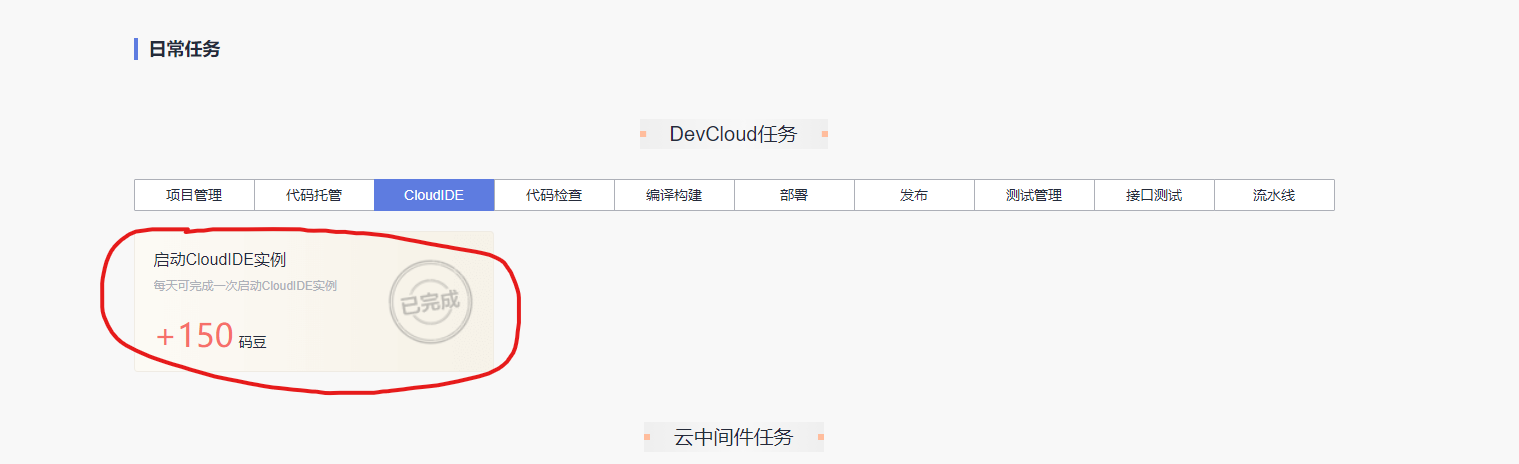 日常任务
DevCloud任务
项目管理 代码托管 CloudIDE 代码检查 编译构建 部署 发布 测试管理 接口测试 流水线
启动CloudIDE实例
每天可完成一次启动CloudIDE实例
已完成
+150 码豆
云中间件任务